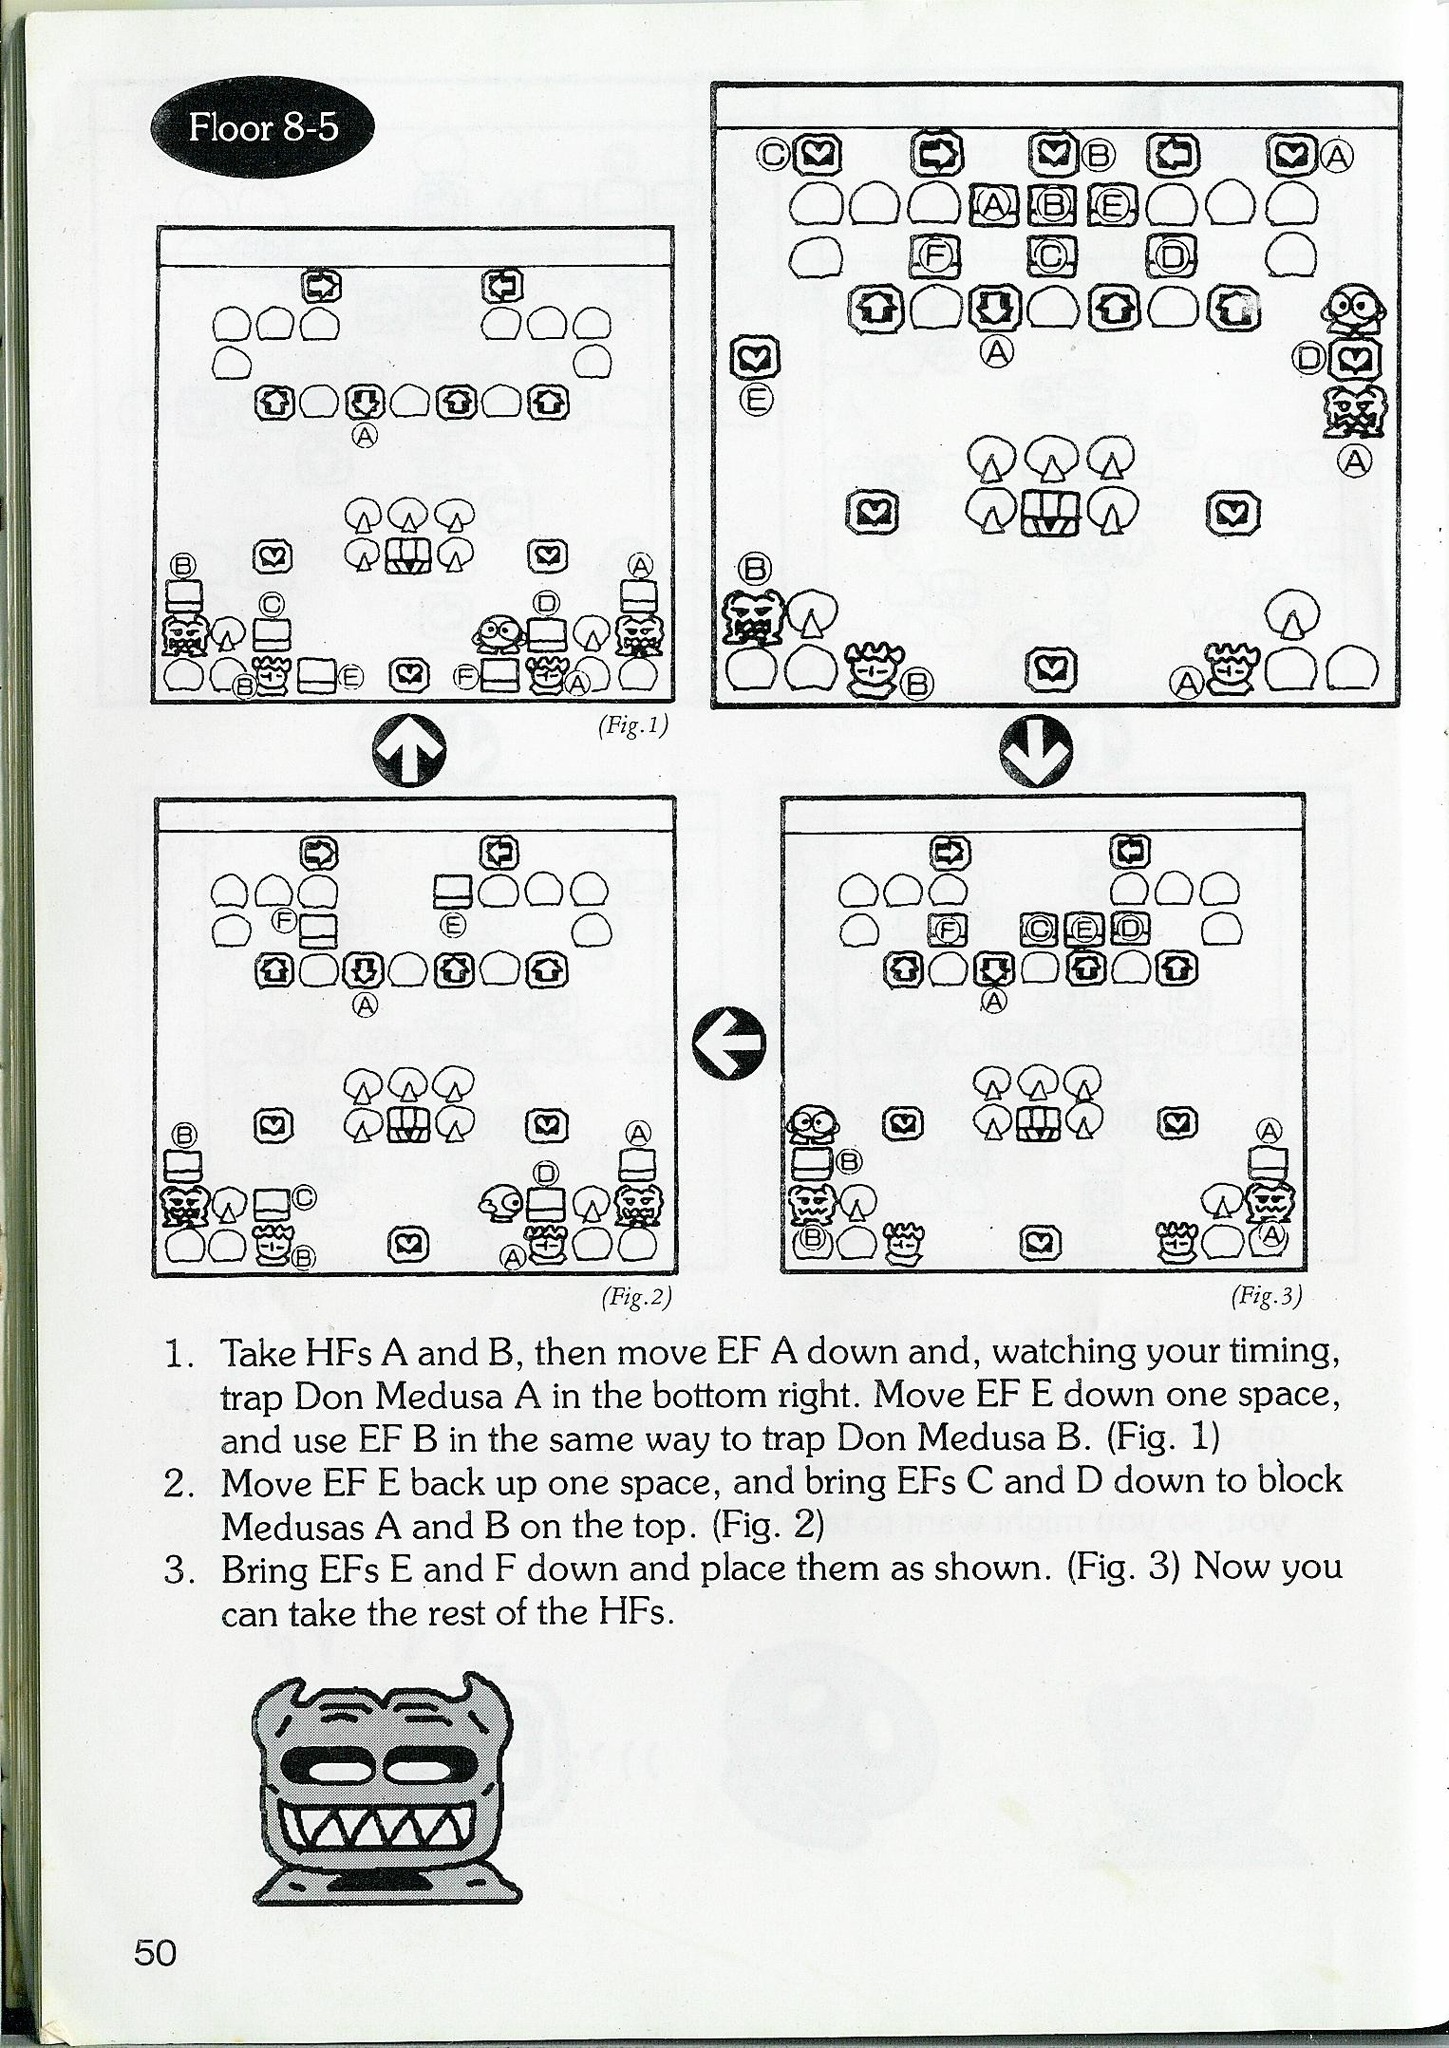 Floor 8-5
C B A
A B E
F C D
A D
E
A
B
B A
A
B A
C D
B E F A
(Fig.1)
F E
A
B A
D
C
B A
(Fig.2)
F C E D
A
A
B
B A
(Fig.3)
1. Take HFs A and B, then move EF A down and, watching your timing,
trap Don Medusa A in the bottom right. Move EF E down one space,
and use EF B in the same way to trap Don Medusa B. (Fig. 1)
2. Move EF E back up one space, and bring EFs C and D down to block
Medusas A and B on the top. (Fig. 2)
3. Bring EFs E and F down and place them as shown. (Fig. 3) Now you
can take the rest of the HFs.
50